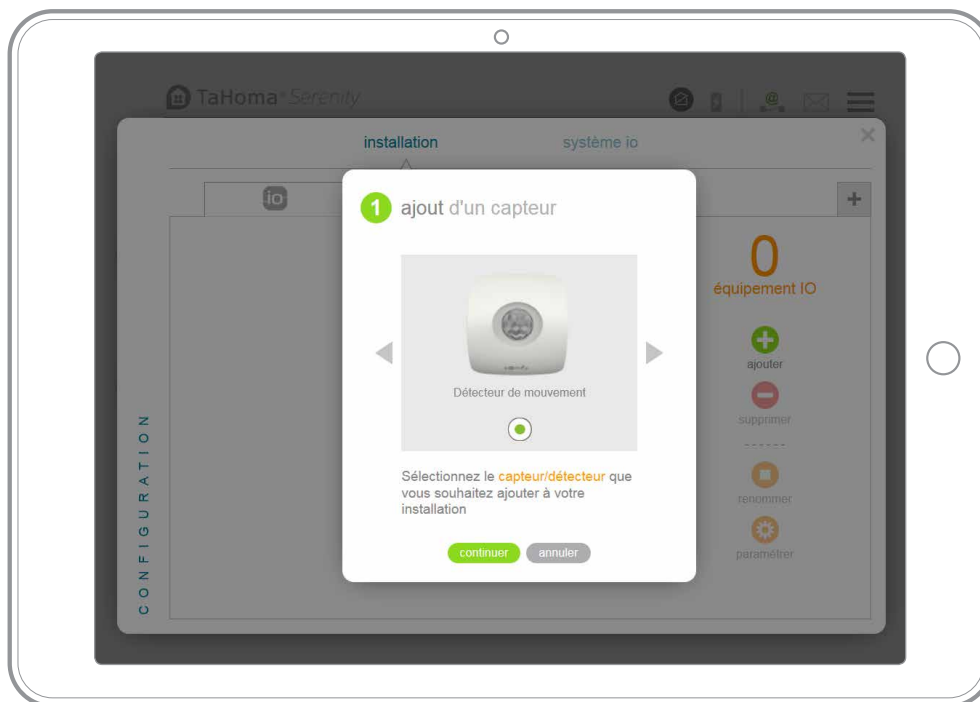 TaHoma® Serenity
installation
système io
io
1 ajout d'un capteur
somfy
Détecteur de mouvement
Sélectionnez le capteur/détecteur que
vous souhaitez ajouter à votre
installation
continuer
annuler
0
équipement IO
ajouter
supprimer
renommer
paramétrer
CONFIGURATION